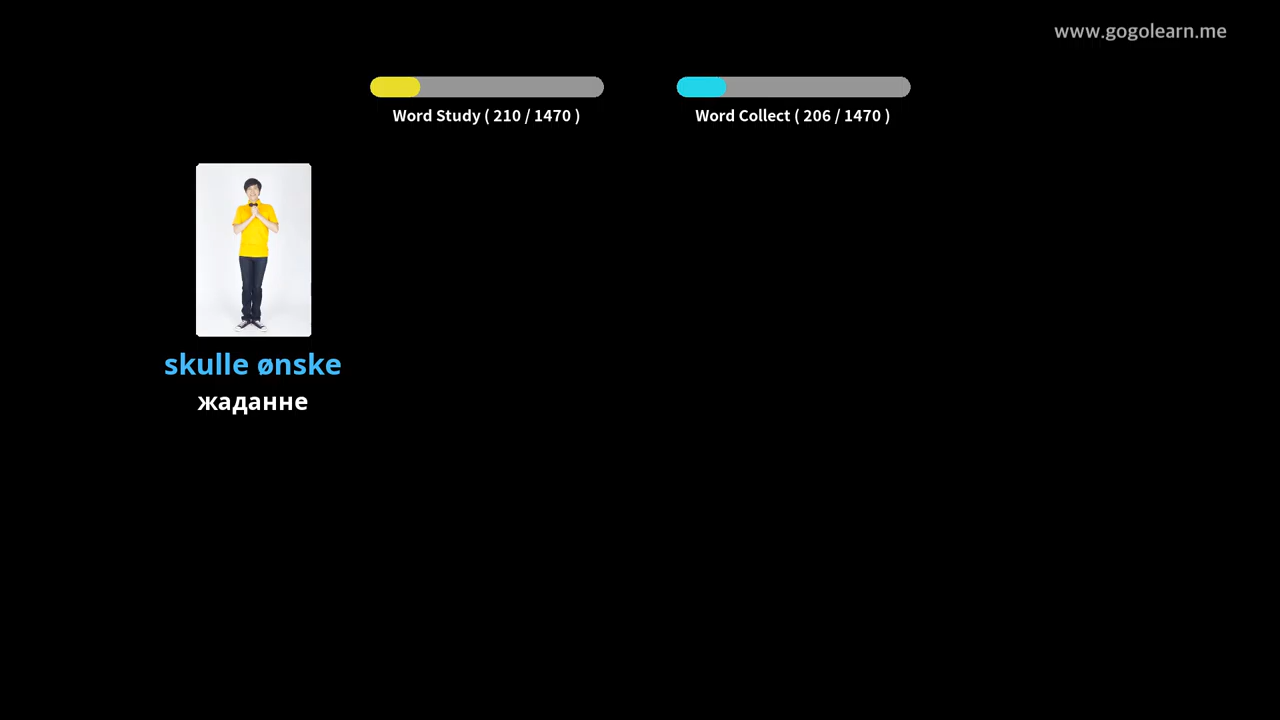 www.gogolearn.me
Word Study ( 210 / 1470 )
Word Collect ( 206 / 1470 )
skulle ønske
жаданне